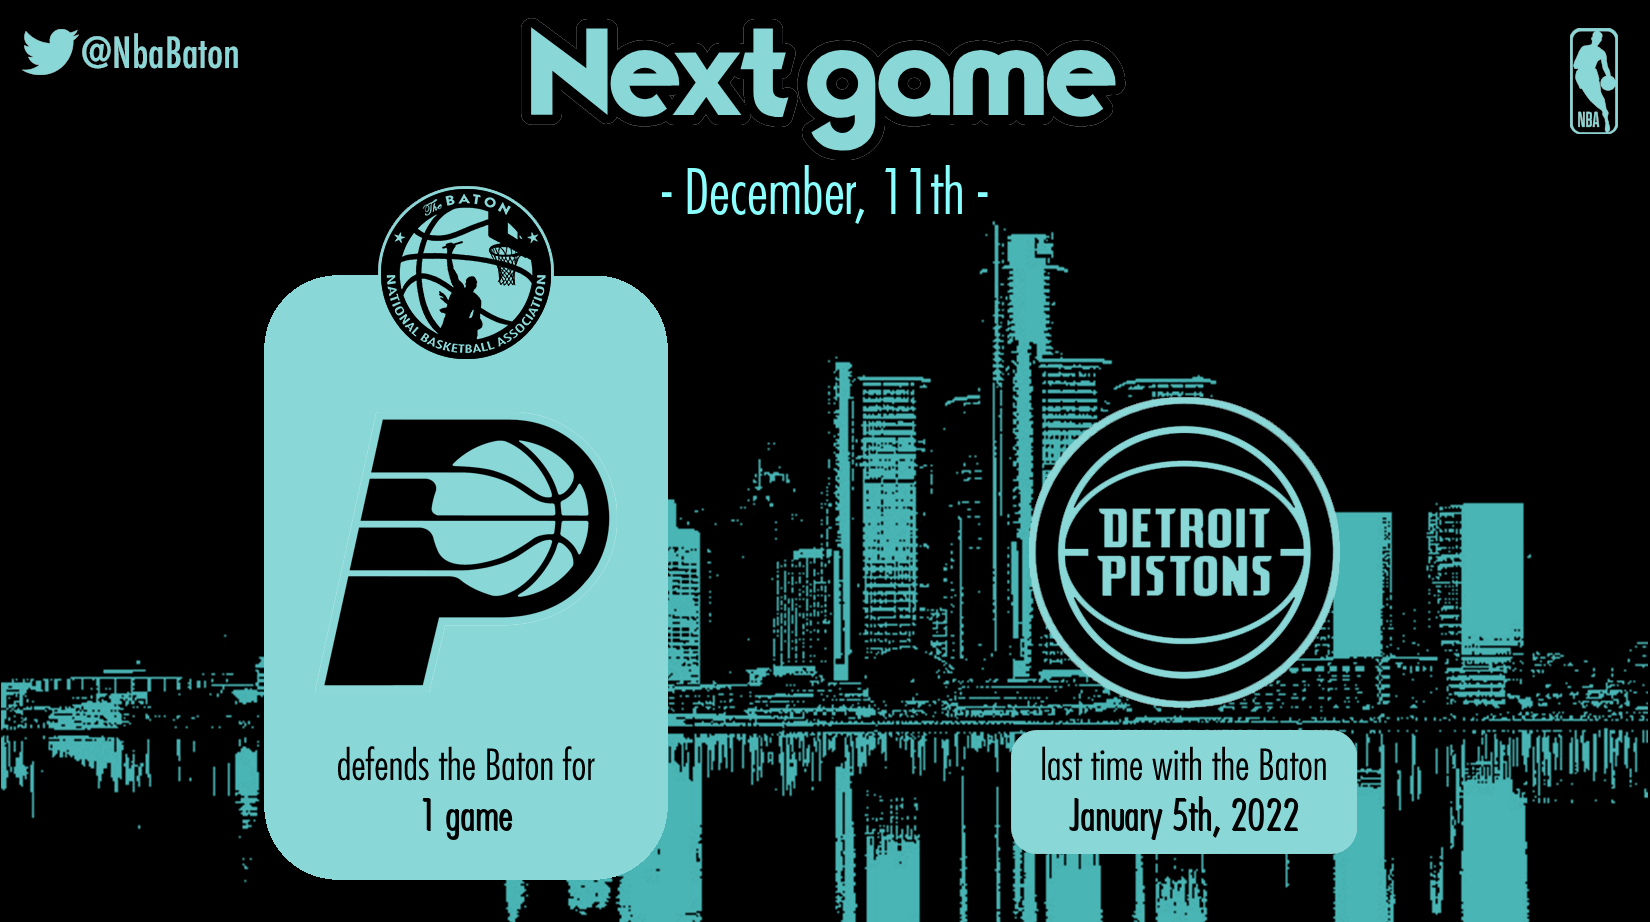 @NbaBaton
Next game
NBA
- December, 11th -
The BATON
NATIONAL BASKETBALL ASSOCIATION
DETROIT
PISTONS
defends the Baton for
1 game
last time with the Baton
January 5th, 2022